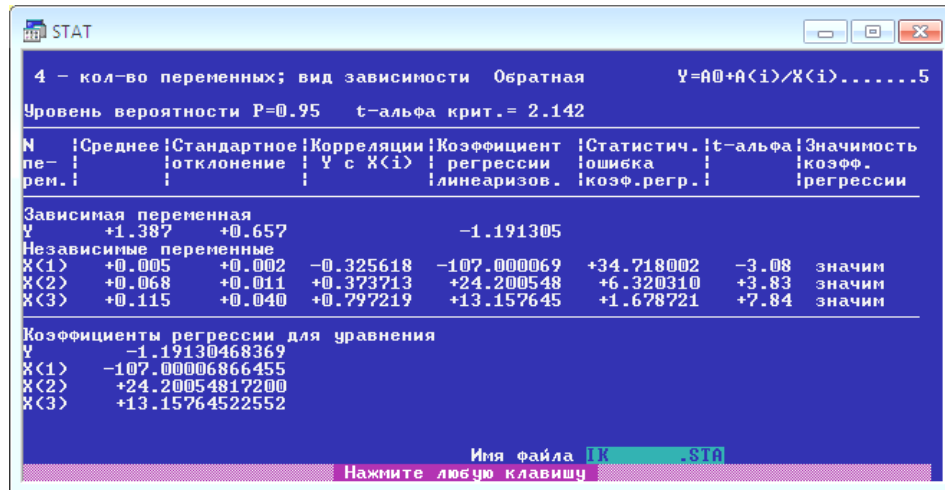 STAT
4 - кол-во переменных; вид зависимости Обратная Y=A0+A(i)/X(i).......5
Уровень вероятности P=0.95 t-альфа крит.= 2.142
N |Среднее|Стандартное|Корреляции|Коэффициент |Статистич.|t-альфа|Значимость
пе- | |отклонение | Y с X(i) | регрессии |ошибка | |коэфф.
рем.| | | |линеаризов. |коэф.регр.| |регрессии
Зависимая переменная
Y +1.387 +0.657 -1.191305
Независимые переменные
X(1) +0.005 +0.002 -0.325618 -107.000069 +34.718002 -3.08 значим
X(2) +0.068 +0.011 +0.373713 +24.200548 +6.320310 +3.83 значим
X(3) +0.115 +0.040 +0.797219 +13.157645 +1.678721 +7.84 значим
Коэффициенты регрессии для уравнения
Y -1.19130468369
X(1) -107.00006866455
X(2) +24.20054817200
X(3) +13.15764522552
Имя файла IK .STA
Нажмите любую клавишу